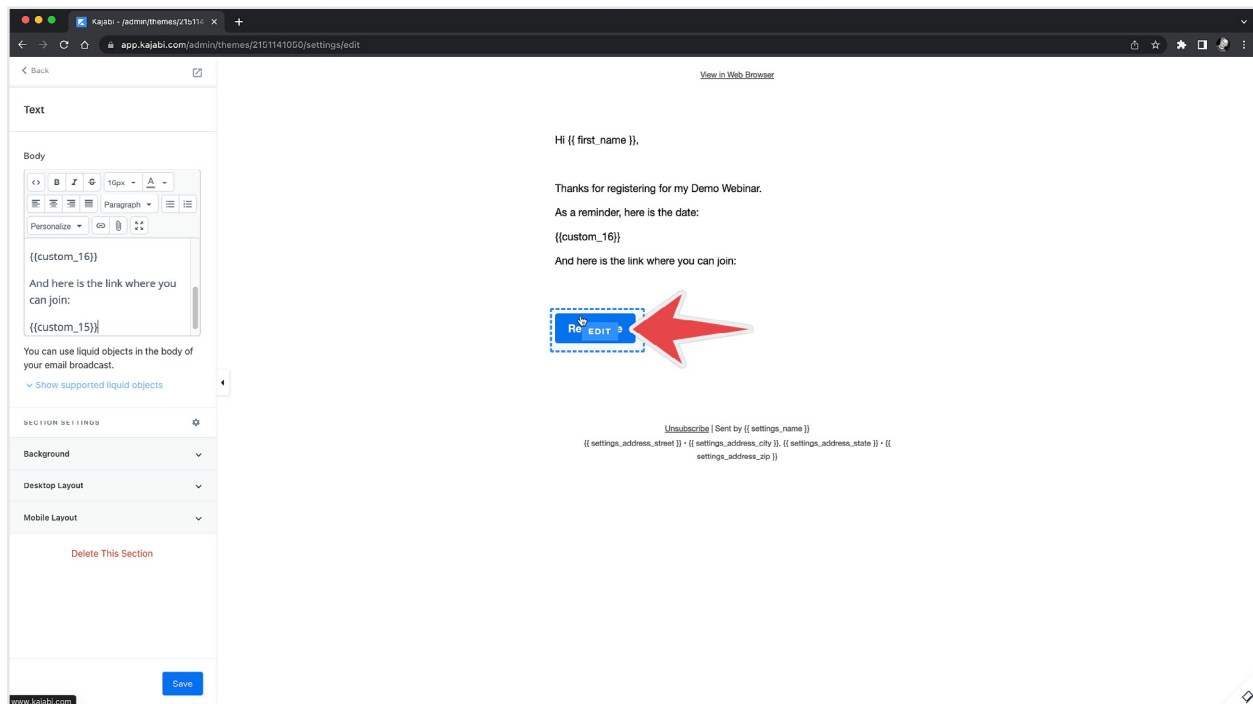 Kajabi - /admin/themes/215114
app.kajabi.com/admin/themes/2151141050/settings/edit
Back
Text
Body
B I
16px
A
Paragraph
Personalize
{{custom_16}}
And here is the link where you
can join:
{{custom_15}}
You can use liquid objects in the body of
your email broadcast.
Show supported liquid objects
SECTION SETTINGS
Background
Desktop Layout
Mobile Layout
Delete This Section
Save
www.kajabi.com
View in Web Browser
Hi {{ first_name }},
Thanks for registering for my Demo Webinar.
As a reminder, here is the date:
{{custom_16}}
And here is the link where you can join:
EDIT
Unsubscribe | Sent by {{ settings_name }}
{{ settings_address_street }} • {{ settings_address_city }}, {{ settings_address_state }} • {{
settings_address_zip }}